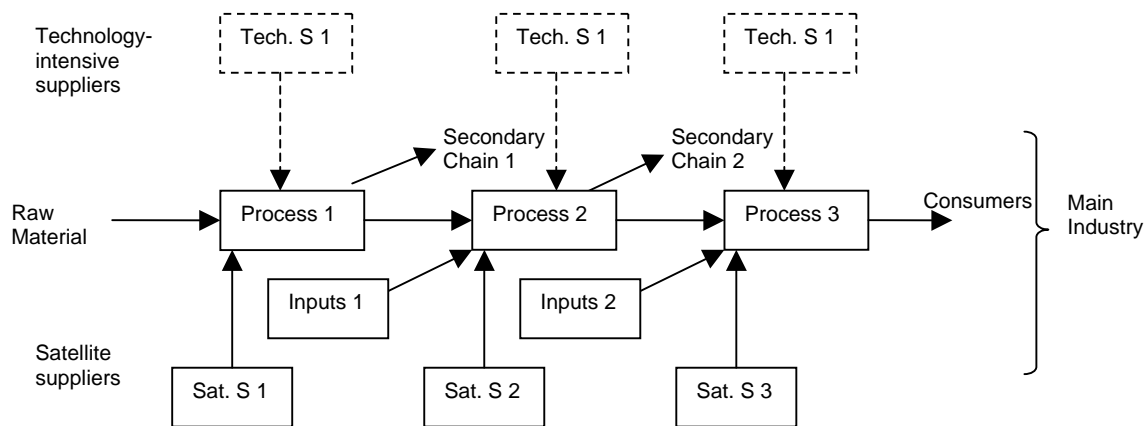 Technology-
intensive
suppliers
Tech. S 1
Tech. S 1
Tech. S 1
Secondary
Chain 1
Secondary
Chain 2
Raw
Material
Process 1
Process 2
Process 3
Consumers
Main
Industry
Inputs 1
Inputs 2
Satellite
suppliers
Sat. S 1
Sat. S 2
Sat. S 3